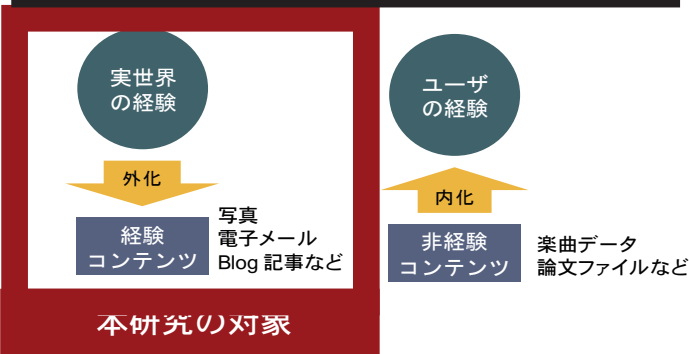 実世界
の経験
外化
経験
コンテンツ
写真
電子メール
Blog 記事など
本研究の対象
ユーザ
の経験
内化
非経験
コンテンツ
楽曲データ
論文ファイルなど